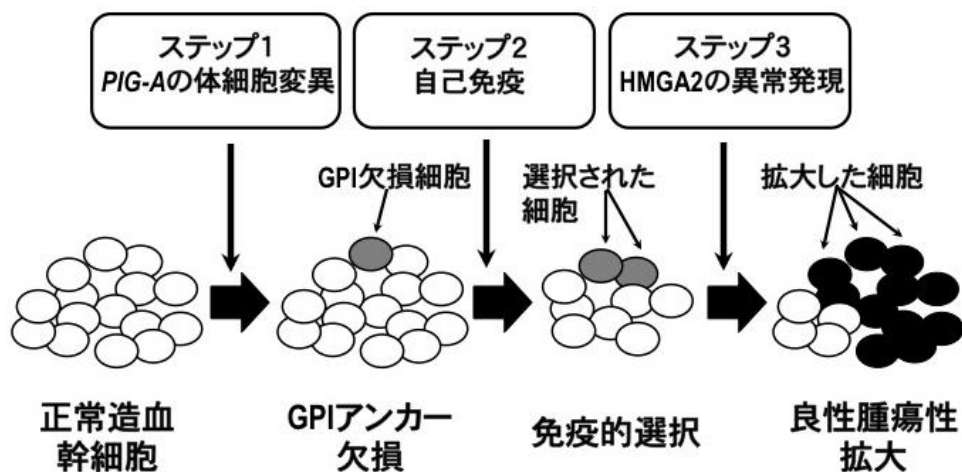 ステップ1
PIG-Aの体細胞変異
ステップ2
自己免疫
ステップ3
HMGA2の異常発現
GPI欠損細胞
選択された
細胞
拡大した細胞
正常造血
幹細胞
GPIアンカー
欠損
免疫的選択
良性腫瘍性
拡大